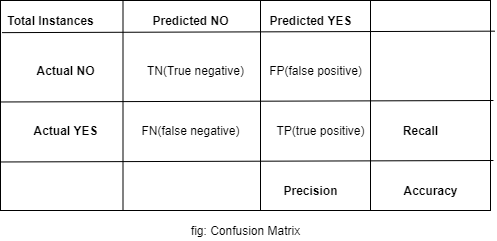 Total Instances Predicted NO Predicted YES
Actual NO TN(True negative) FP(false positive)
Actual YES FN(false negative) TP(true positive) Recall
Precision Accuracy
fig: Confusion Matrix